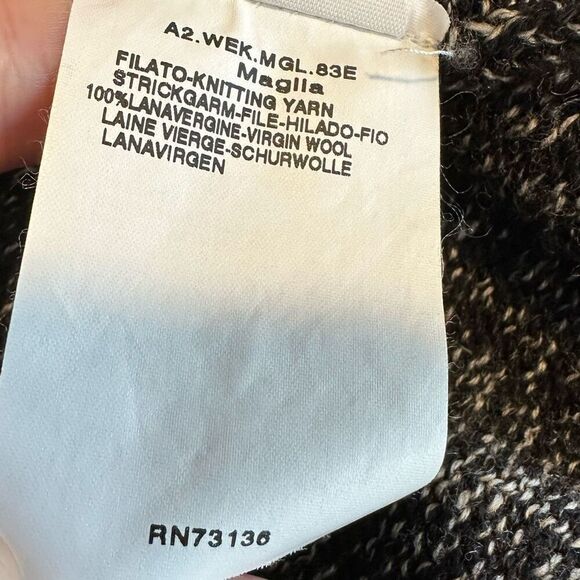 A2.WEK.MGL.83E
Maglia
FILATO-KNITTING YARN
STRICKGARM-FILE-HILADO-FIO
100%LANAVERGINE-VIRGIN WOOL
LAINE VIERGE-SCHURWOLLE
LANAVIRGEN
RN73136